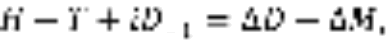 H − T + iD₋₁ = ΔD − ΔM,